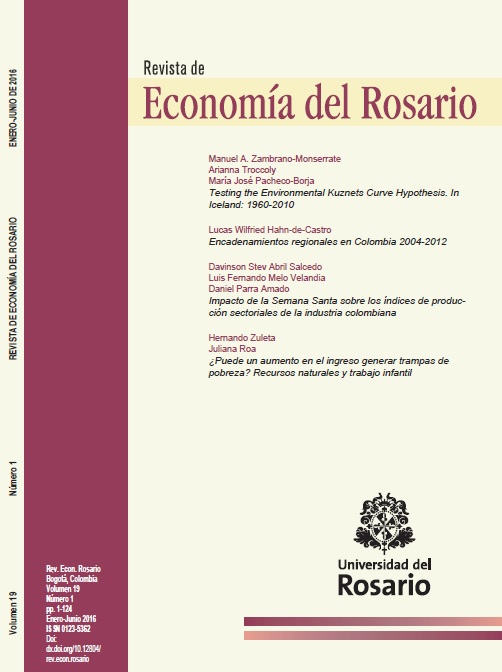 ENERO-JUNIO DE 2016
REVISTA DE ECONOMÍA DEL ROSARIO
Número 1
Volumen 19
Revista de
Economía del Rosario
Manuel A. Zambrano-Monserrate
Arianna Troccoly
María José Pacheco-Borja
Testing the Environmental Kuznets Curve Hypothesis. In
Iceland: 1960-2010
Lucas Wilfried Hahn-de-Castro
Encadenamientos regionales en Colombia 2004-2012
Davinson Stev Abril Salcedo
Luis Fernando Melo Velandia
Daniel Parra Amado
Impacto de la Semana Santa sobre los índices de produc-
ción sectoriales de la industria colombiana
Hernando Zuleta
Juliana Roa
¿Puede un aumento en el ingreso generar trampas de
pobreza? Recursos naturales y trabajo infantil
Universidad del
Rosario
Rev. Econ. Rosario
Bogotá, Colombia
Volumen 19
Número 1
pp. 1-124
Enero-Junio 2016
IS SN 0123-5362
Doi:
dx.doi.org/10.12804/
rev.econ.rosario